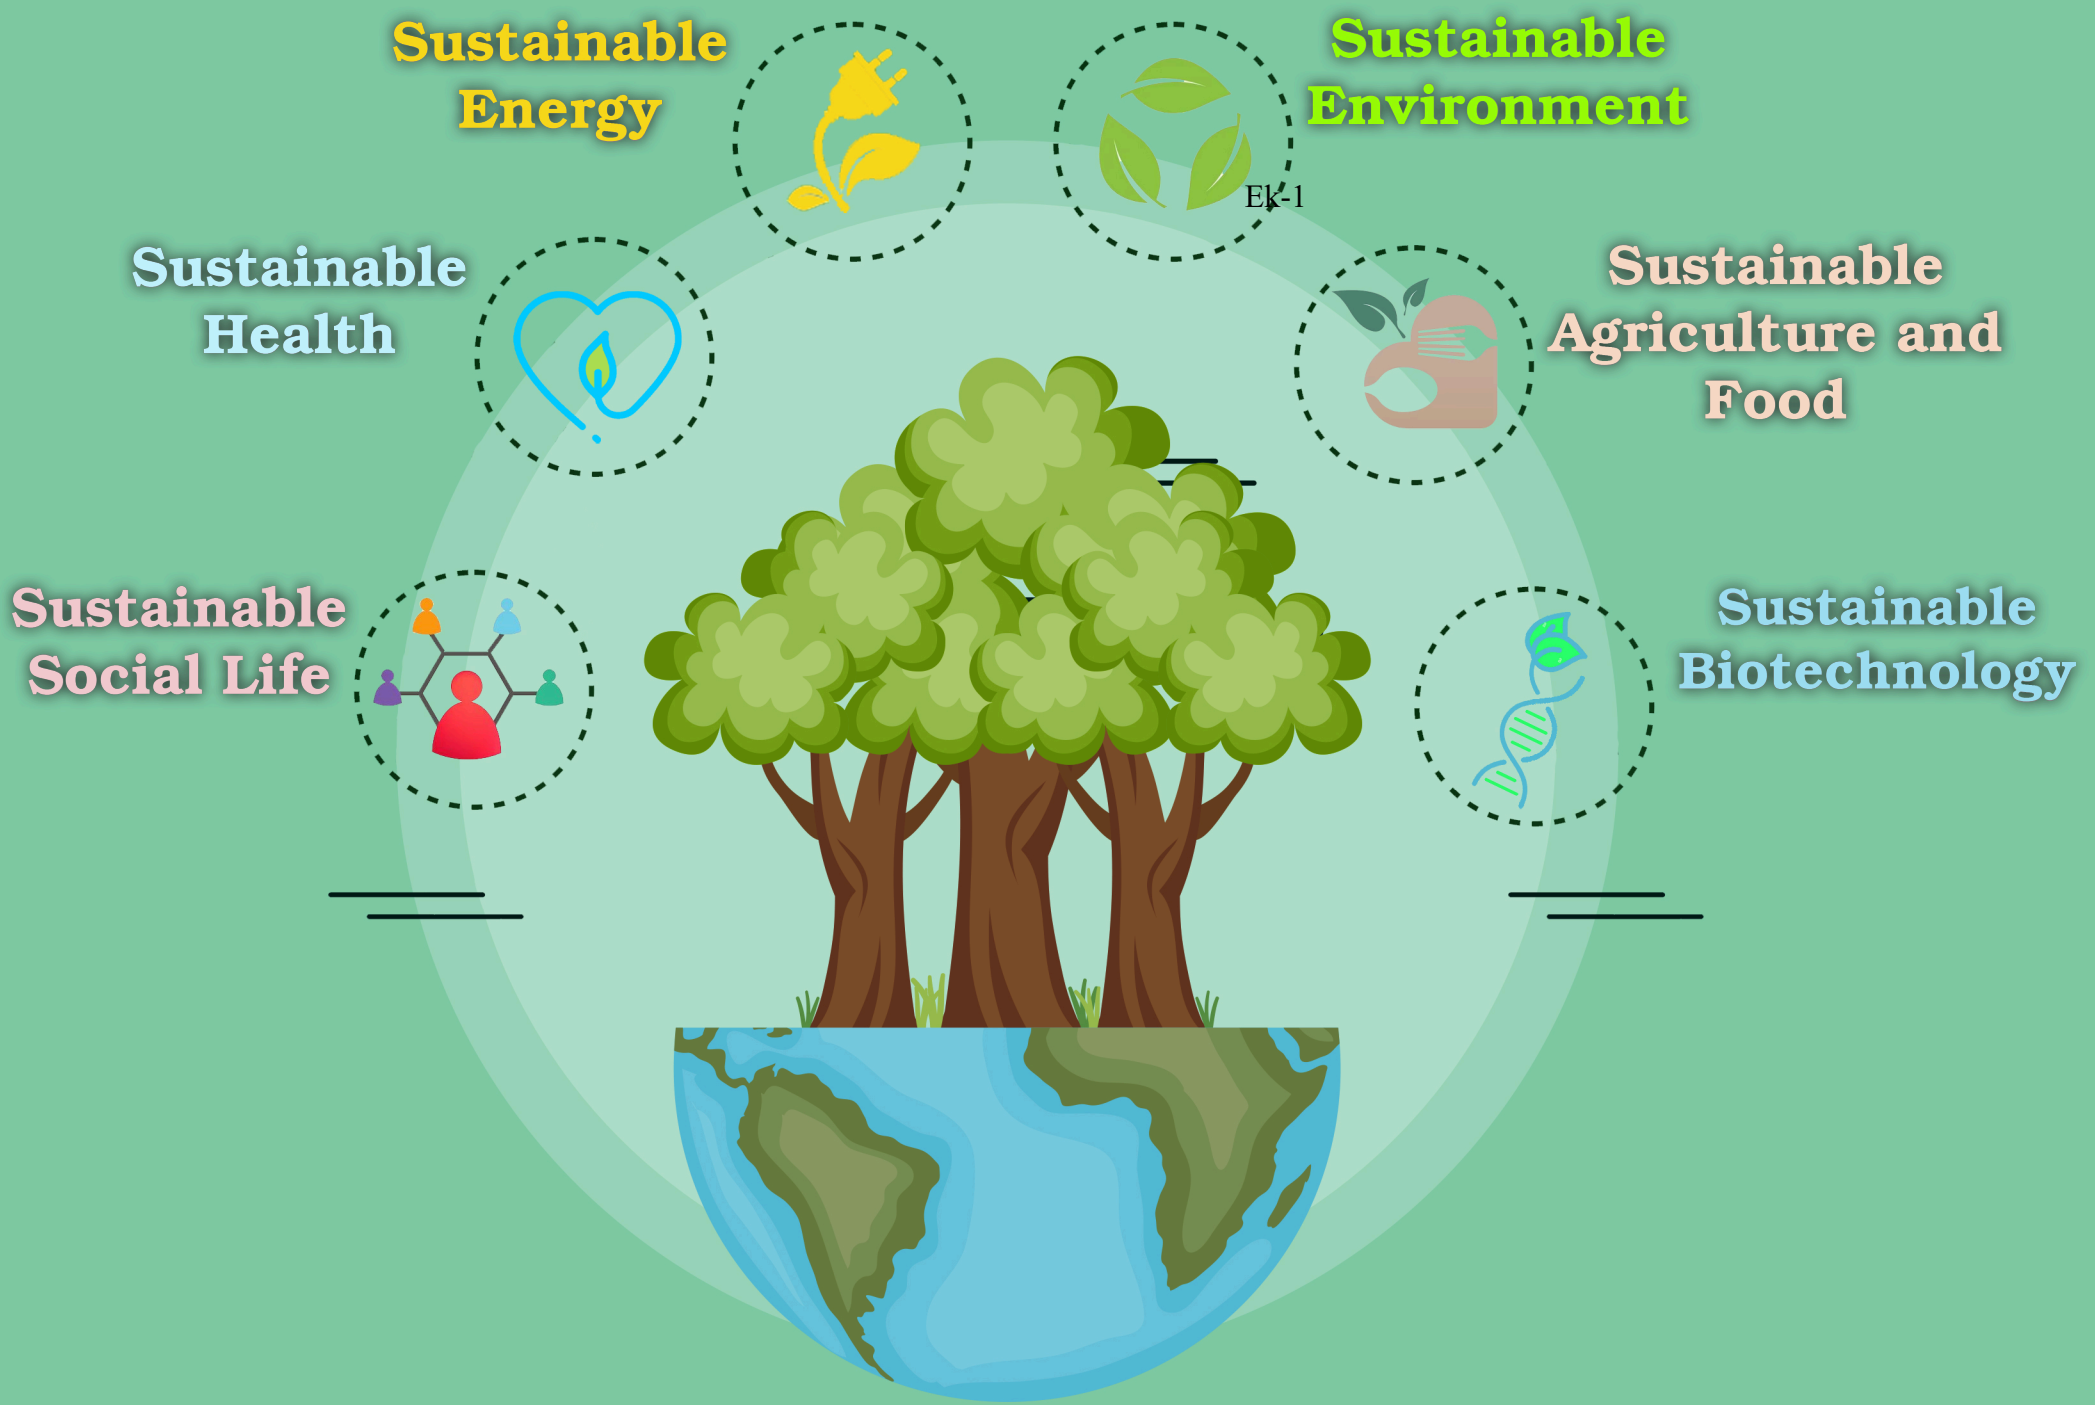 Sustainable
Energy
Sustainable
Environment
Ek-1
Sustainable
Health
Sustainable
Agriculture and
Food
Sustainable
Social Life
Sustainable
Biotechnology